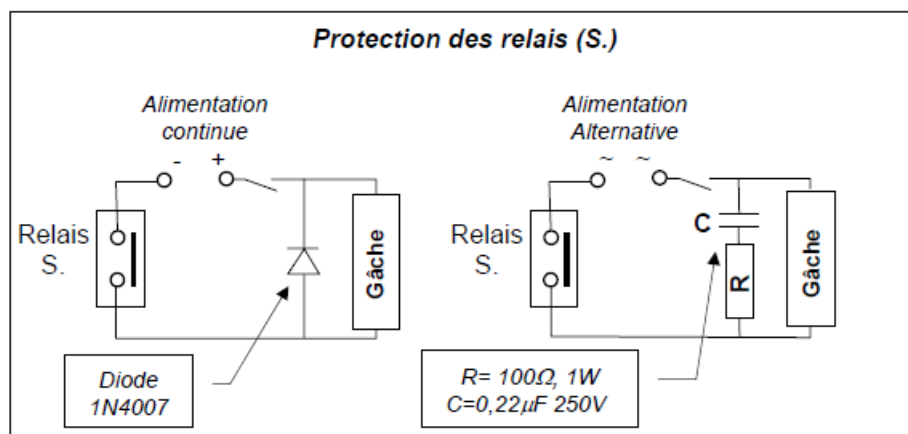 Protection des relais (S.)
Alimentation
continue
- +
Relais
S.
Gâche
Diode
1N4007
Alimentation
Alternative
~ ~
Relais
S.
C
R
Gâche
R= 100Ω, 1W
C=0,22µF 250V